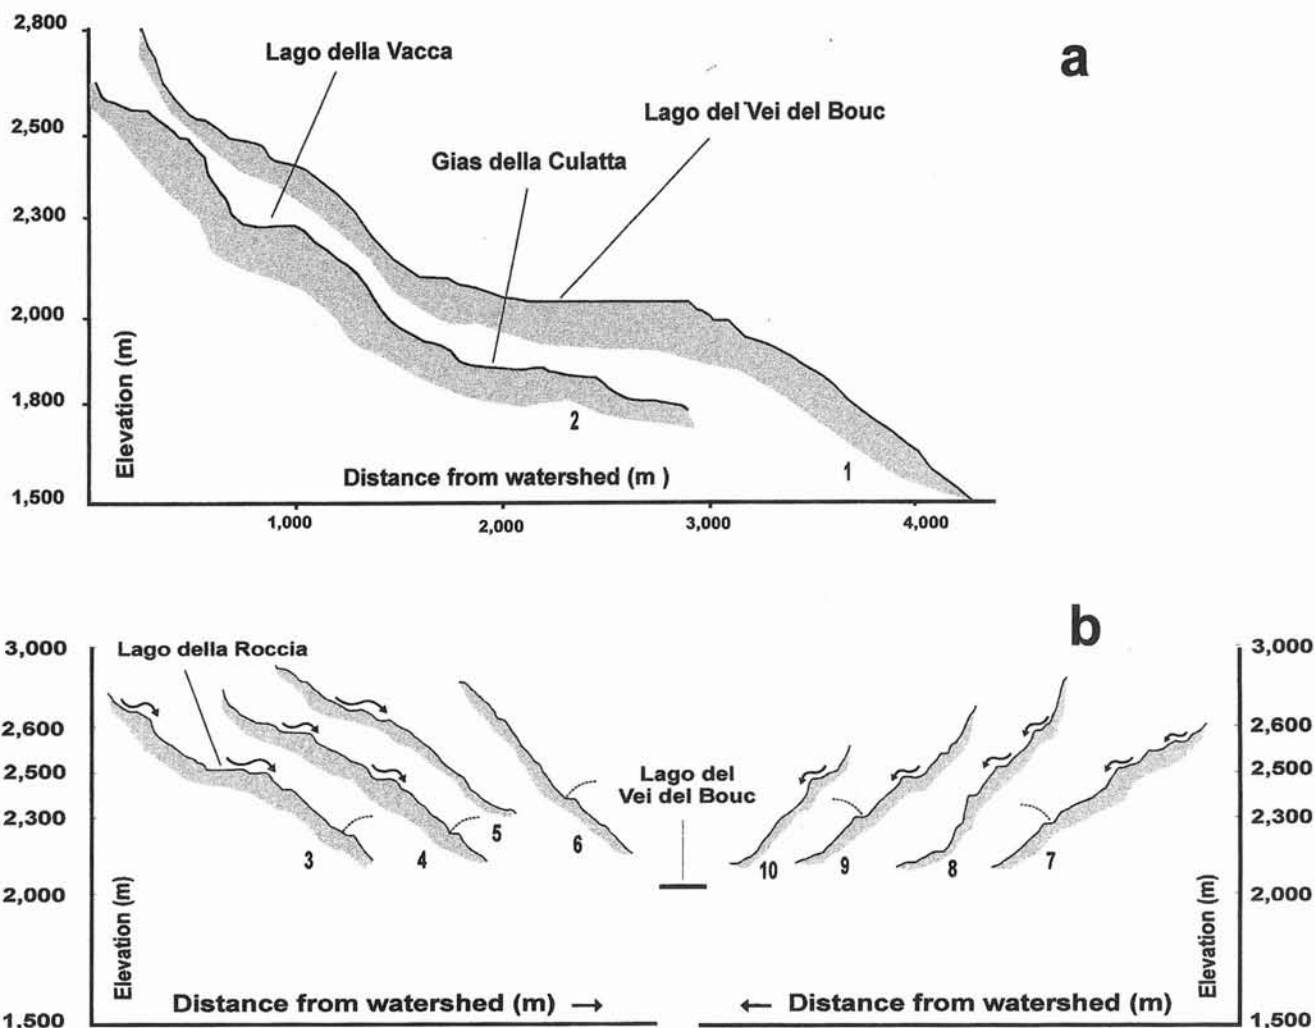 a
2,800
Lago della Vacca
Lago del Vei del Bouc
2,500
Gias della Culatta
2,300
2,000
1,800
2
1
1,500
Elevation (m)
Distance from watershed (m )
1,000
2,000
3,000
4,000
b
3,000
Lago della Roccia
3,000
2,600
2,600
2,500
Lago del
Vei del Bouc
2,500
2,300
2,300
3
4
5
6
10
9
8
7
2,000
2,000
Elevation (m)
Elevation (m)
Distance from watershed (m) →
← Distance from watershed (m)
1,500
1,500